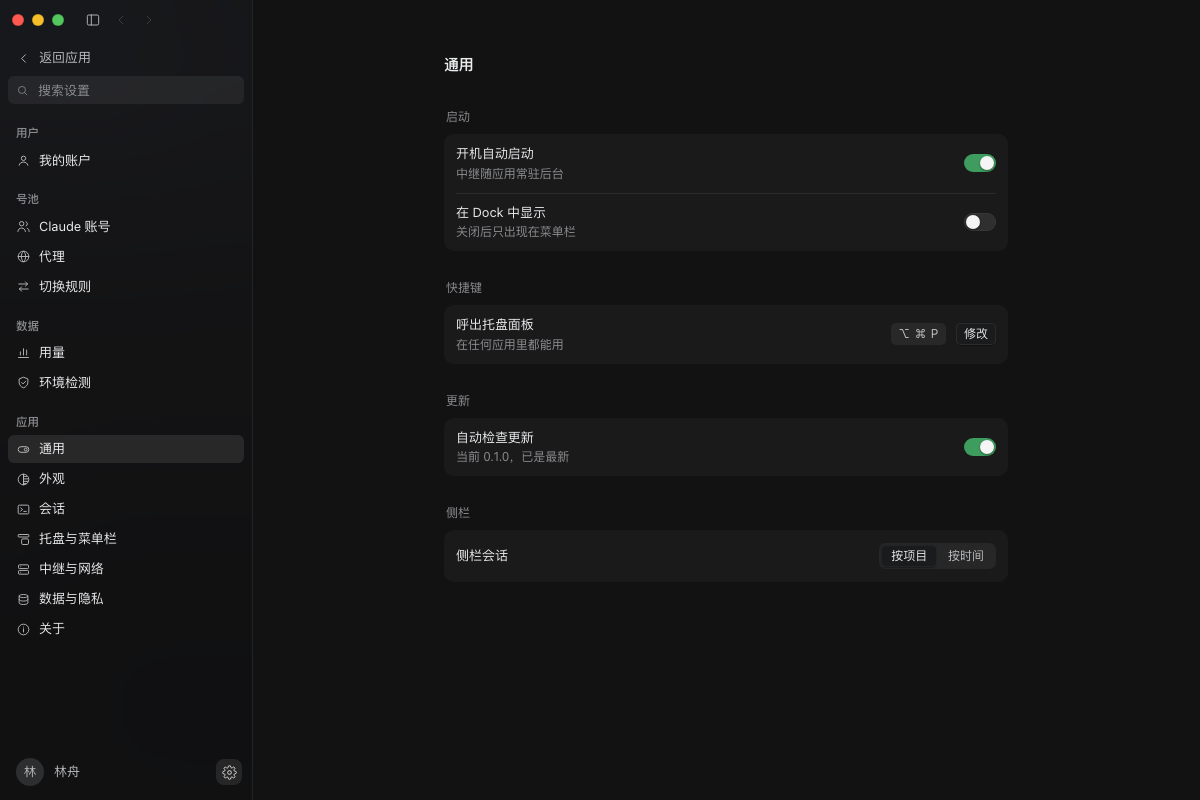 返回应用
搜索设置
用户
我的账户
号池
Claude 账号
代理
切换规则
数据
用量
环境检测
应用
通用
外观
会话
托盘与菜单栏
中继与网络
数据与隐私
关于
林 林舟
通用
启动
开机自动启动
中继随应用常驻后台
在 Dock 中显示
关闭后只出现在菜单栏
快捷键
呼出托盘面板
在任何应用里都能用
⌥ ⌘ P 修改
更新
自动检查更新
当前 0.1.0，已是最新
侧栏
侧栏会话 按项目 按时间